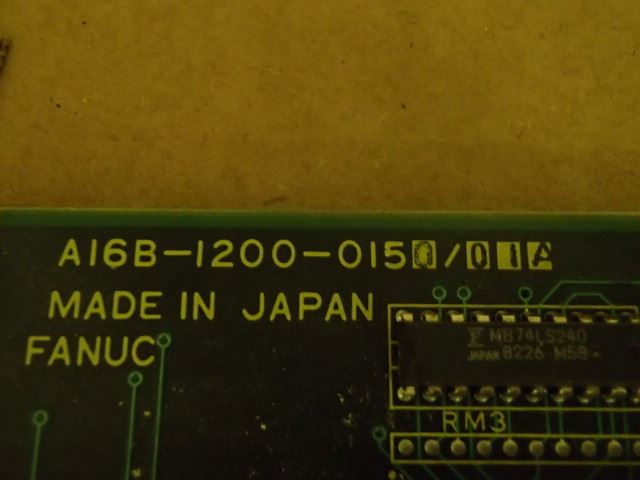 A16B-1200-0150/01A
MADE IN JAPAN
FANUC
MB74LS240
JAPAN 8226 M58
RM3